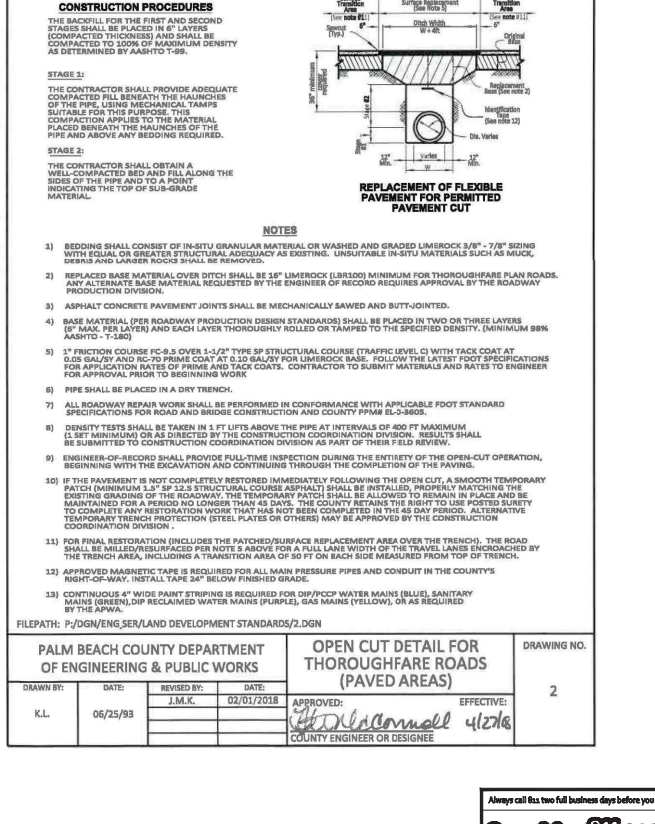 CONSTRUCTION PROCEDURES
THE BACKFILL FOR THE FIRST AND SECOND
STAGES SHALL BE PLACED IN 6" LAYERS
(COMPACTED THICKNESS) AND SHALL BE
COMPACTED TO 100% OF MAXIMUM DENSITY
AS DETERMINED BY AASHTO T-99.
STAGE 1:
THE CONTRACTOR SHALL PROVIDE ADEQUATE
COMPACTED FILL BENEATH THE HAUNCHES
OF THE PIPE, USING MECHANICAL TAMPS
SUITABLE FOR THIS PURPOSE. THIS
COMPACTION APPLIES TO THE MATERIAL
PLACED BENEATH THE HAUNCHES OF THE
PIPE AND ABOVE ANY BEDDING REQUIRED.
STAGE 2:
THE CONTRACTOR SHALL OBTAIN A
WELL-COMPACTED BED AND FILL ALONG THE
SIDES OF THE PIPE AND TO A POINT
INDICATING THE TOP OF SUB-GRADE
MATERIAL.
Transition
Area
(See note #11)
Surface Replacement
(See Note 5)
Transition
Area
(See note #11)
Sawcut
(Typ.)
6"
Ditch Width
W + 4ft
6"
Original
Base
36" minimum
cover
required
Stage #2
Stage
#1
Replacement
Base (See note 2)
Identification
Tape
(See note 12)
Dia. Varies
12"
Min.
Varies
W
12"
Min.
REPLACEMENT OF FLEXIBLE
PAVEMENT FOR PERMITTED
PAVEMENT CUT
NOTES
1) BEDDING SHALL CONSIST OF IN-SITU GRANULAR MATERIAL OR WASHED AND GRADED LIMEROCK 3/8" - 7/8" SIZING
WITH EQUAL OR GREATER STRUCTURAL ADEQUACY AS EXISTING. UNSUITABLE IN-SITU MATERIALS SUCH AS MUCK,
DEBRIS AND LARGER ROCKS SHALL BE REMOVED.
2) REPLACED BASE MATERIAL OVER DITCH SHALL BE 16" LIMEROCK (LBR100) MINIMUM FOR THOROUGHFARE PLAN ROADS.
ANY ALTERNATE BASE MATERIAL REQUESTED BY THE ENGINEER OF RECORD REQUIRES APPROVAL BY THE ROADWAY
PRODUCTION DIVISION.
3) ASPHALT CONCRETE PAVEMENT JOINTS SHALL BE MECHANICALLY SAWED AND BUTT-JOINTED.
4) BASE MATERIAL (PER ROADWAY PRODUCTION DESIGN STANDARDS) SHALL BE PLACED IN TWO OR THREE LAYERS
(6" MAX. PER LAYER) AND EACH LAYER THOROUGHLY ROLLED OR TAMPED TO THE SPECIFIED DENSITY. (MINIMUM 98%
AASHTO - T-180)
5) 1" FRICTION COURSE FC-9.5 OVER 1-1/2" TYPE SP STRUCTURAL COURSE (TRAFFIC LEVEL C) WITH TACK COAT AT
0.05 GAL/SY AND RC-70 PRIME COAT AT 0.10 GAL/SY FOR LIMEROCK BASE. FOLLOW THE LATEST FDOT SPECIFICATIONS
FOR APPLICATION RATES OF PRIME AND TACK COATS. CONTRACTOR TO SUBMIT MATERIALS AND RATES TO ENGINEER
FOR APPROVAL PRIOR TO BEGINNING WORK
6) PIPE SHALL BE PLACED IN A DRY TRENCH.
7) ALL ROADWAY REPAIR WORK SHALL BE PERFORMED IN CONFORMANCE WITH APPLICABLE FDOT STANDARD
SPECIFICATIONS FOR ROAD AND BRIDGE CONSTRUCTION AND COUNTY PPM# EL-0-3605.
8) DENSITY TESTS SHALL BE TAKEN IN 1 FT LIFTS ABOVE THE PIPE AT INTERVALS OF 400 FT MAXIMUM
(1 SET MINIMUM) OR AS DIRECTED BY THE CONSTRUCTION COORDINATION DIVISION. RESULTS SHALL
BE SUBMITTED TO CONSTRUCTION COORDINATION DIVISION AS PART OF THEIR FIELD REVIEW.
9) ENGINEER-OF-RECORD SHALL PROVIDE FULL-TIME INSPECTION DURING THE ENTIRETY OF THE OPEN-CUT OPERATION,
BEGINNING WITH THE EXCAVATION AND CONTINUING THROUGH THE COMPLETION OF THE PAVING.
10) IF THE PAVEMENT IS NOT COMPLETELY RESTORED IMMEDIATELY FOLLOWING THE OPEN CUT, A SMOOTH TEMPORARY
PATCH (MINIMUM 1.5" SP 12.5 STRUCTURAL COURSE ASPHALT) SHALL BE INSTALLED, PROPERLY MATCHING THE
EXISTING GRADING OF THE ROADWAY. THE TEMPORARY PATCH SHALL BE ALLOWED TO REMAIN IN PLACE AND BE
MAINTAINED FOR A PERIOD NO LONGER THAN 45 DAYS. THE COUNTY RETAINS THE RIGHT TO USE POSTED SURETY
TO COMPLETE ANY RESTORATION WORK THAT HAS NOT BEEN COMPLETED IN THE 45 DAY PERIOD. ALTERNATIVE
TEMPORARY TRENCH PROTECTION (STEEL PLATES OR OTHERS) MAY BE APPROVED BY THE CONSTRUCTION
COORDINATION DIVISION .
11) FOR FINAL RESTORATION (INCLUDES THE PATCHED/SURFACE REPLACEMENT AREA OVER THE TRENCH). THE ROAD
SHALL BE MILLED/RESURFACED PER NOTE 5 ABOVE FOR A FULL LANE WIDTH OF THE TRAVEL LANES ENCROACHED BY
THE TRENCH AREA, INCLUDING A TRANSITION AREA OF 50 FT ON EACH SIDE MEASURED FROM TOP OF TRENCH.
12) APPROVED MAGNETIC TAPE IS REQUIRED FOR ALL MAIN PRESSURE PIPES AND CONDUIT IN THE COUNTY'S
RIGHT-OF-WAY. INSTALL TAPE 24" BELOW FINISHED GRADE.
13) CONTINUOUS 4" WIDE PAINT STRIPING IS REQUIRED FOR DIP/PCCP WATER MAINS (BLUE), SANITARY
MAINS (GREEN),DIP RECLAIMED WATER MAINS (PURPLE), GAS MAINS (YELLOW), OR AS REQUIRED
BY THE APWA.
FILEPATH: P:/DGN/ENG_SER/LAND DEVELOPMENT STANDARDS/2.DGN
PALM BEACH COUNTY DEPARTMENT
OF ENGINEERING & PUBLIC WORKS
OPEN CUT DETAIL FOR
THOROUGHFARE ROADS
(PAVED AREAS)
DRAWING NO.
2
DRAWN BY: DATE: REVISED BY: DATE:
K.L. 06/25/93 J.M.K. 02/01/2018
APPROVED: EFFECTIVE:
4/27/18
COUNTY ENGINEER OR DESIGNEE
Always call 811 two full business days before you